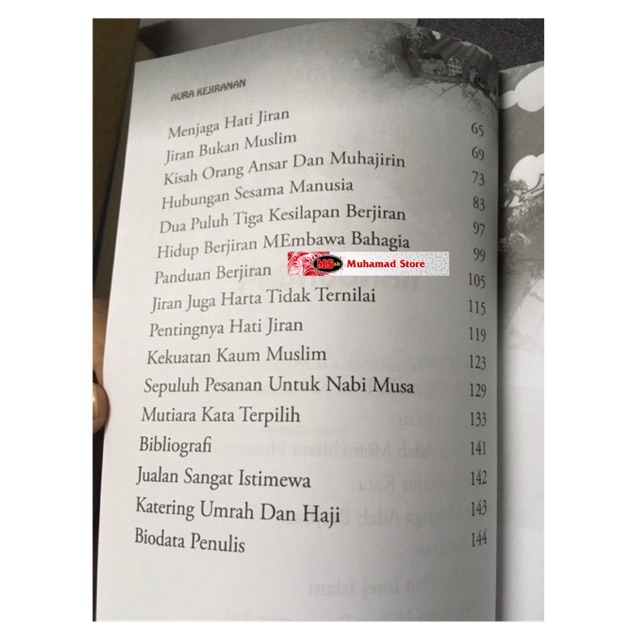 AURA KEJIRANAN
Menjaga Hati Jiran 65
Jiran Bukan Muslim 69
Kisah Orang Ansar Dan Muhajirin 73
Hubungan Sesama Manusia 83
Dua Puluh Tiga Kesilapan Berjiran 97
Hidup Berjiran MEmbawa Bahagia 99
MS Muhamad Store
Panduan Berjiran 105
Jiran Juga Harta Tidak Ternilai 115
Pentingnya Hati Jiran 119
Kekuatan Kaum Muslim 123
Sepuluh Pesanan Untuk Nabi Musa 129
Mutiara Kata Terpilih 133
Bibliografi 141
Jualan Sangat Istimewa 142
Katering Umrah Dan Haji 143
Biodata Penulis 144